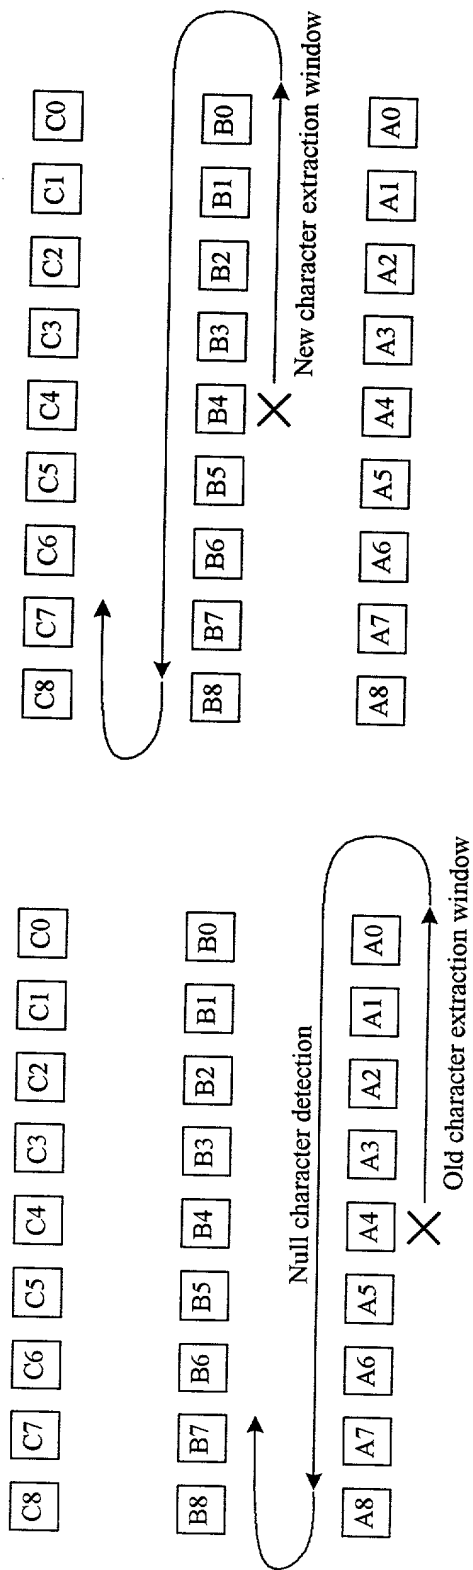 C8 C7 C6 C5 C4 C3 C2 C1 C0
B8 B7 B6 B5 B4 B3 B2 B1 B0
Null character detection
A8 A7 A6 A5 A4 A3 A2 A1 A0
Old character extraction window
C8 C7 C6 C5 C4 C3 C2 C1 C0
B8 B7 B6 B5 B4 B3 B2 B1 B0
New character extraction window
A8 A7 A6 A5 A4 A3 A2 A1 A0